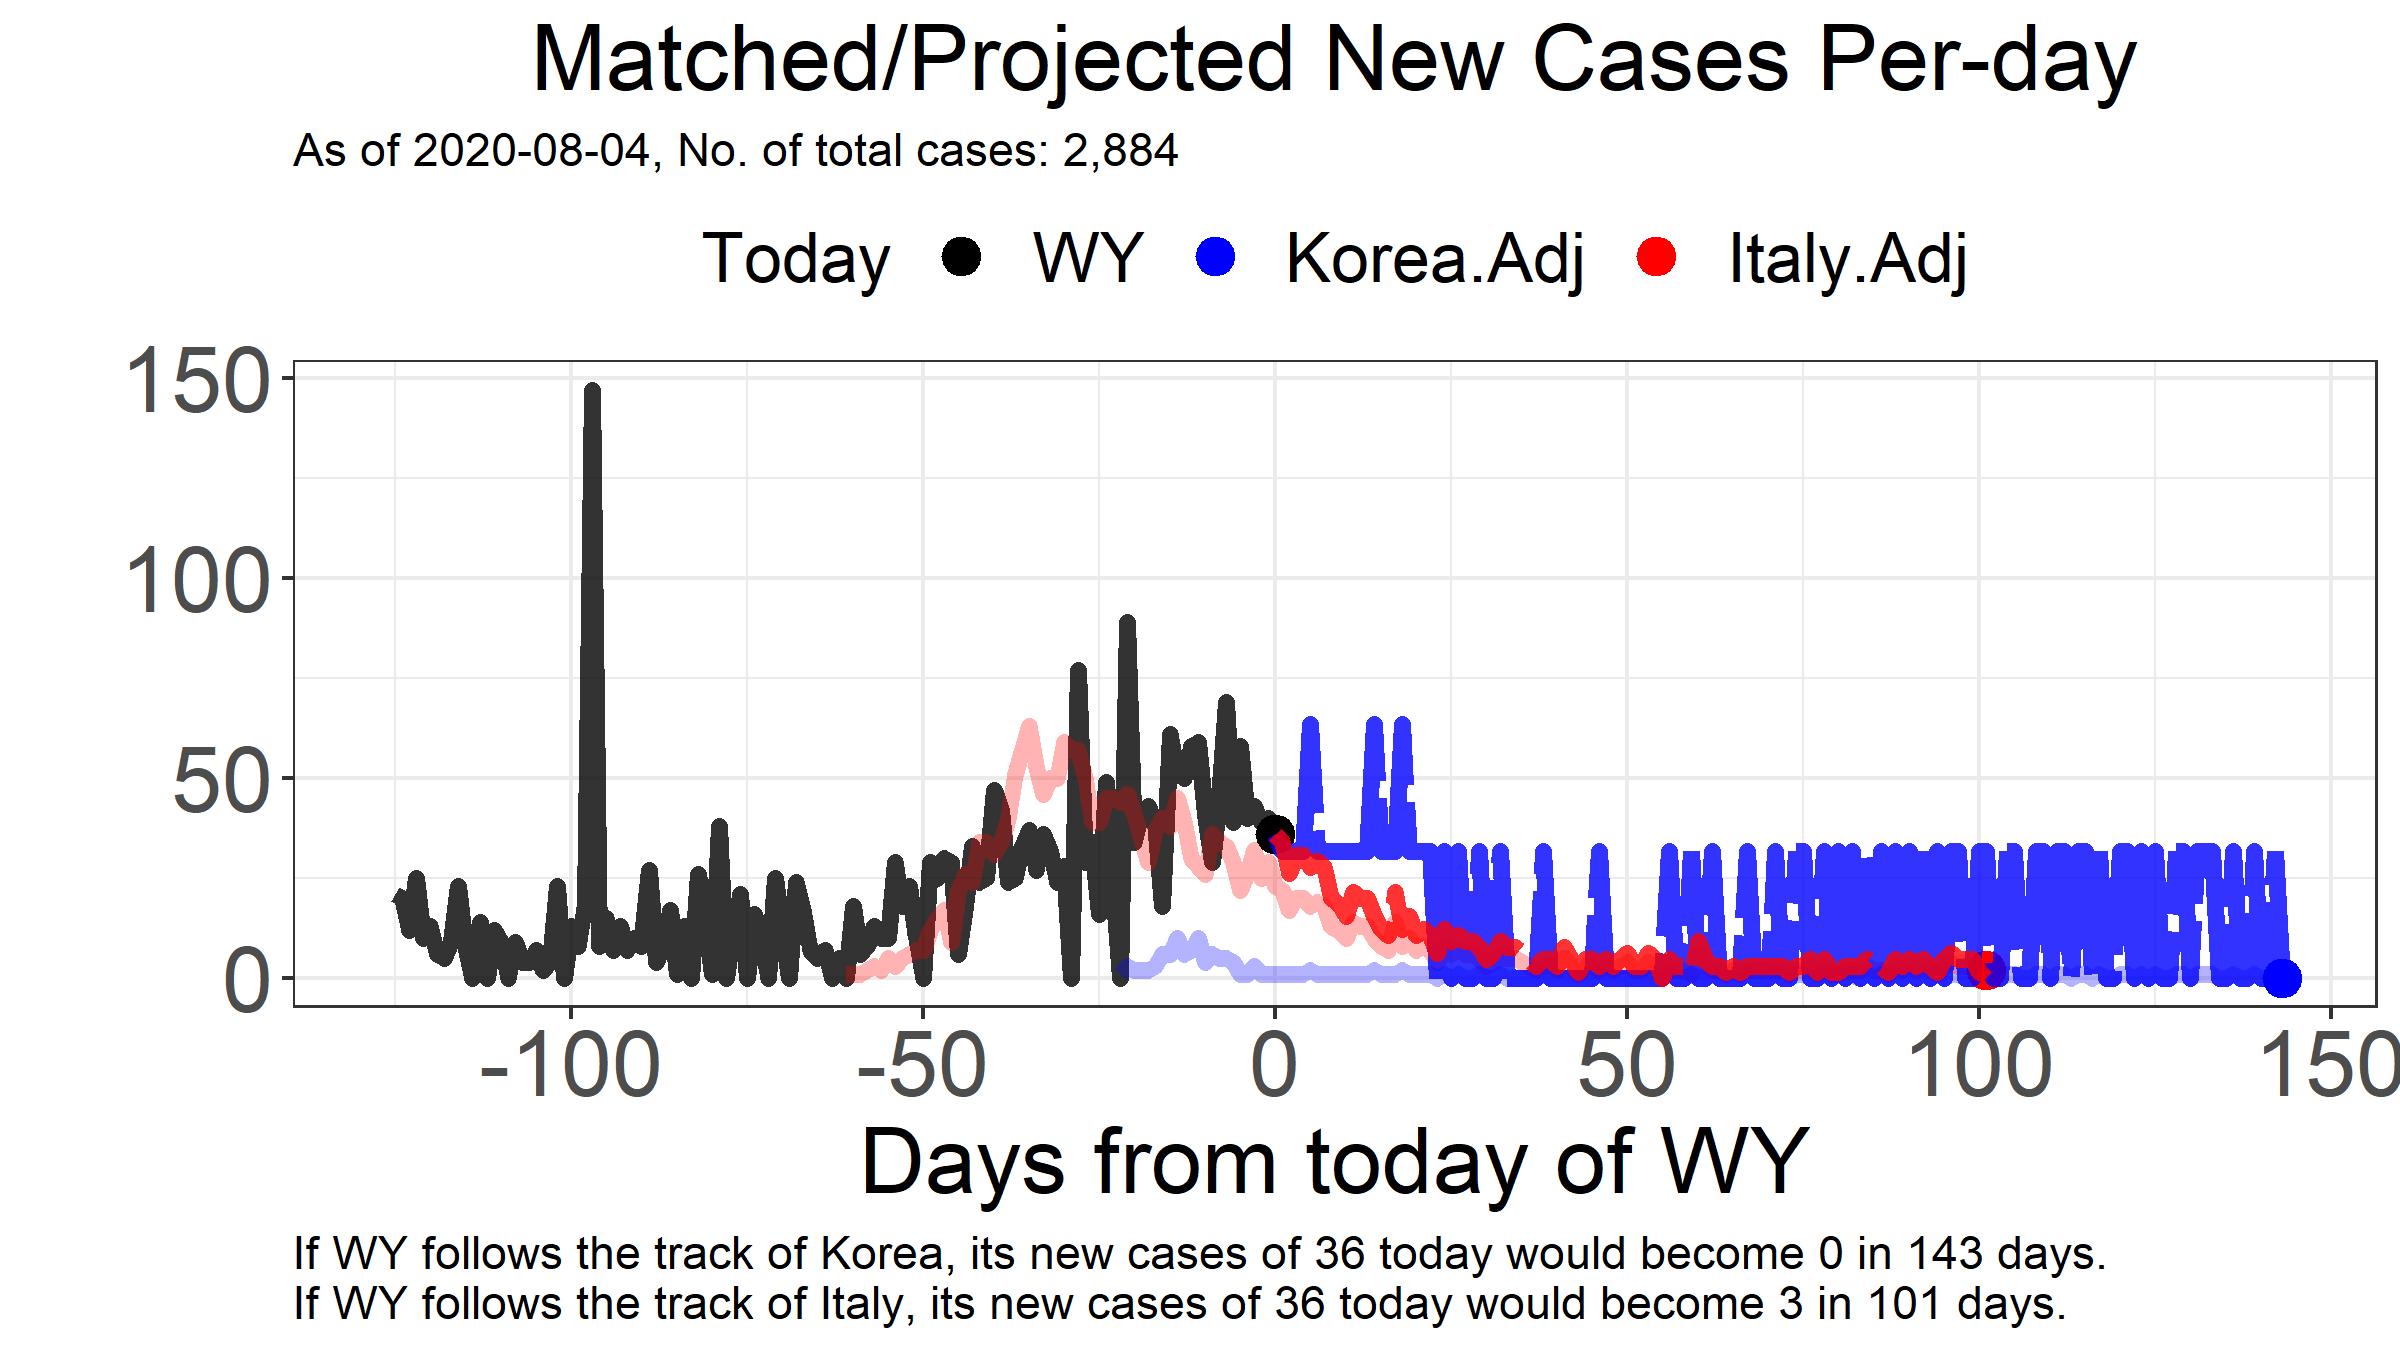 Matched/Projected New Cases Per-day
As of 2020-08-04, No. of total cases: 2,884
Today WY Korea.Adj Italy.Adj
150
100
50
0
-100 -50 0 50 100 150
Days from today of WY
If WY follows the track of Korea, its new cases of 36 today would become 0 in 143 days.
If WY follows the track of Italy, its new cases of 36 today would become 3 in 101 days.